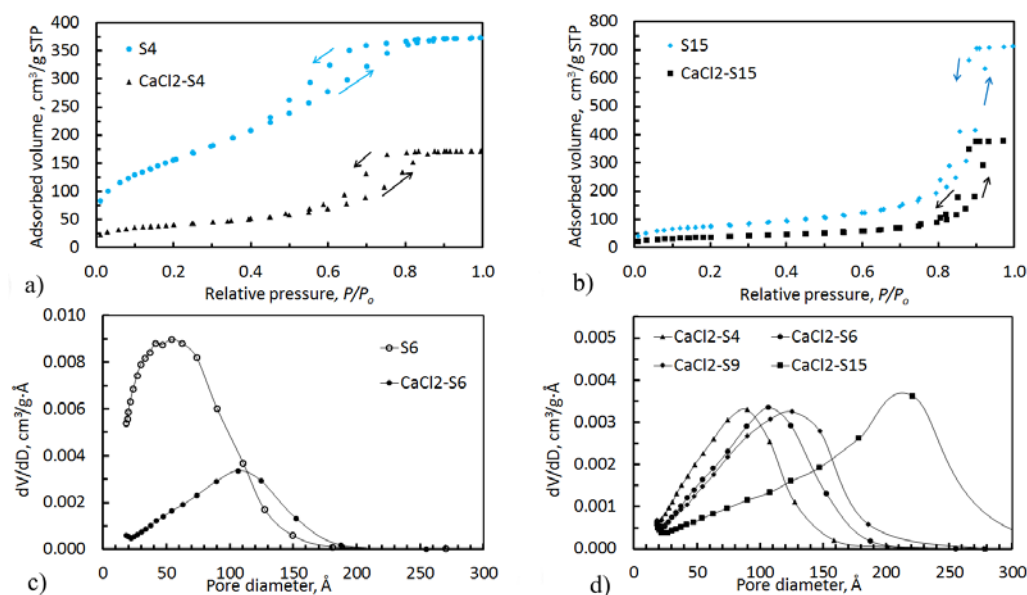 Adsorbed volume, cm³/g STP
400
350
300
250
200
150
100
50
0
S4
CaCl2-S4
0.0 0.2 0.4 0.6 0.8 1.0
Relative pressure, P/Po
a)
Adsorbed volume, cm³/g STP
800
700
600
500
400
300
200
100
0
S15
CaCl2-S15
0.0 0.2 0.4 0.6 0.8 1.0
Relative pressure, P/Po
b)
dV/dD, cm³/g·Å
0.010
0.008
0.006
0.004
0.002
0.000
S6
CaCl2-S6
0 50 100 150 200 250 300
Pore diameter, Å
c)
dV/dD, cm³/g·Å
0.005
0.004
0.003
0.002
0.001
0.000
CaCl2-S4 CaCl2-S6
CaCl2-S9 CaCl2-S15
0 50 100 150 200 250 300
Pore diameter, Å
d)